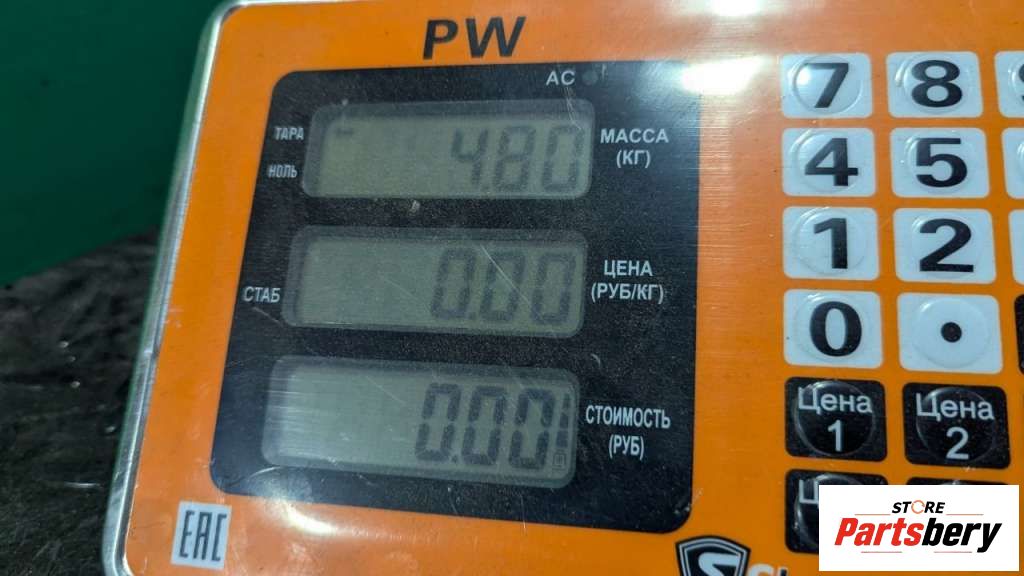 PW
AC
ТАРА
НОЛЬ
4.80
МАССА
(КГ)
СТАБ
0.00
ЦЕНА
(РУБ/КГ)
0.00
СТОИМОСТЬ
(РУБ)
7 8
4 5
1 2
0 •
Цена
1
Цена
2
EAC
STORE
Partsbery